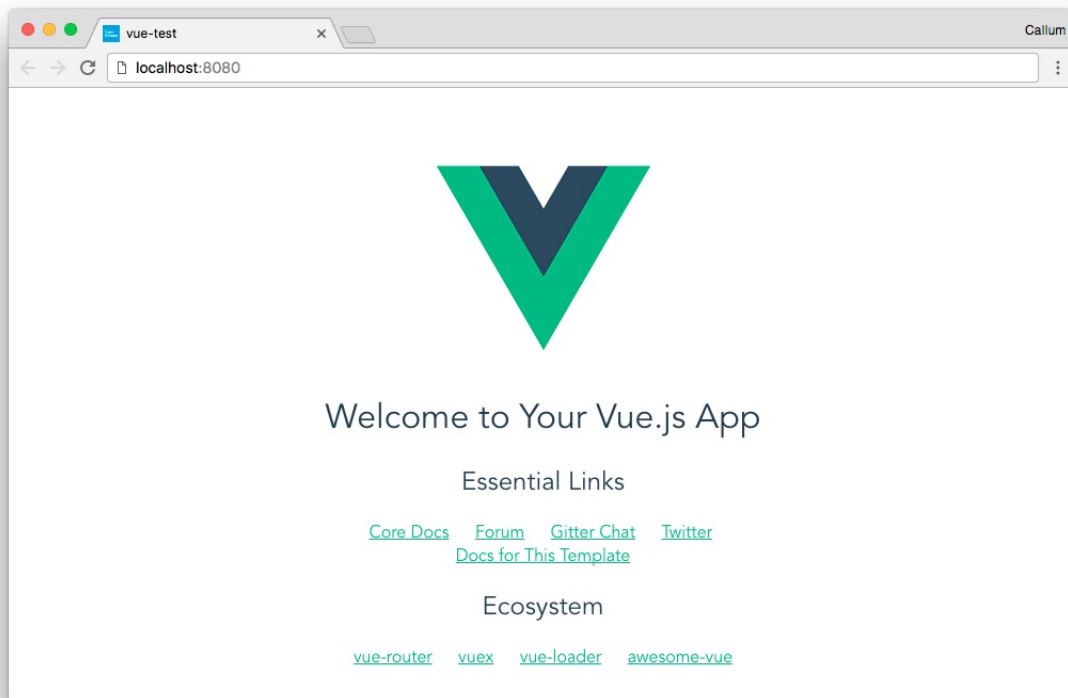 vue-test
Callum
localhost:8080
Welcome to Your Vue.js App
Essential Links
Core Docs Forum Gitter Chat Twitter
Docs for This Template
Ecosystem
vue-router vuex vue-loader awesome-vue